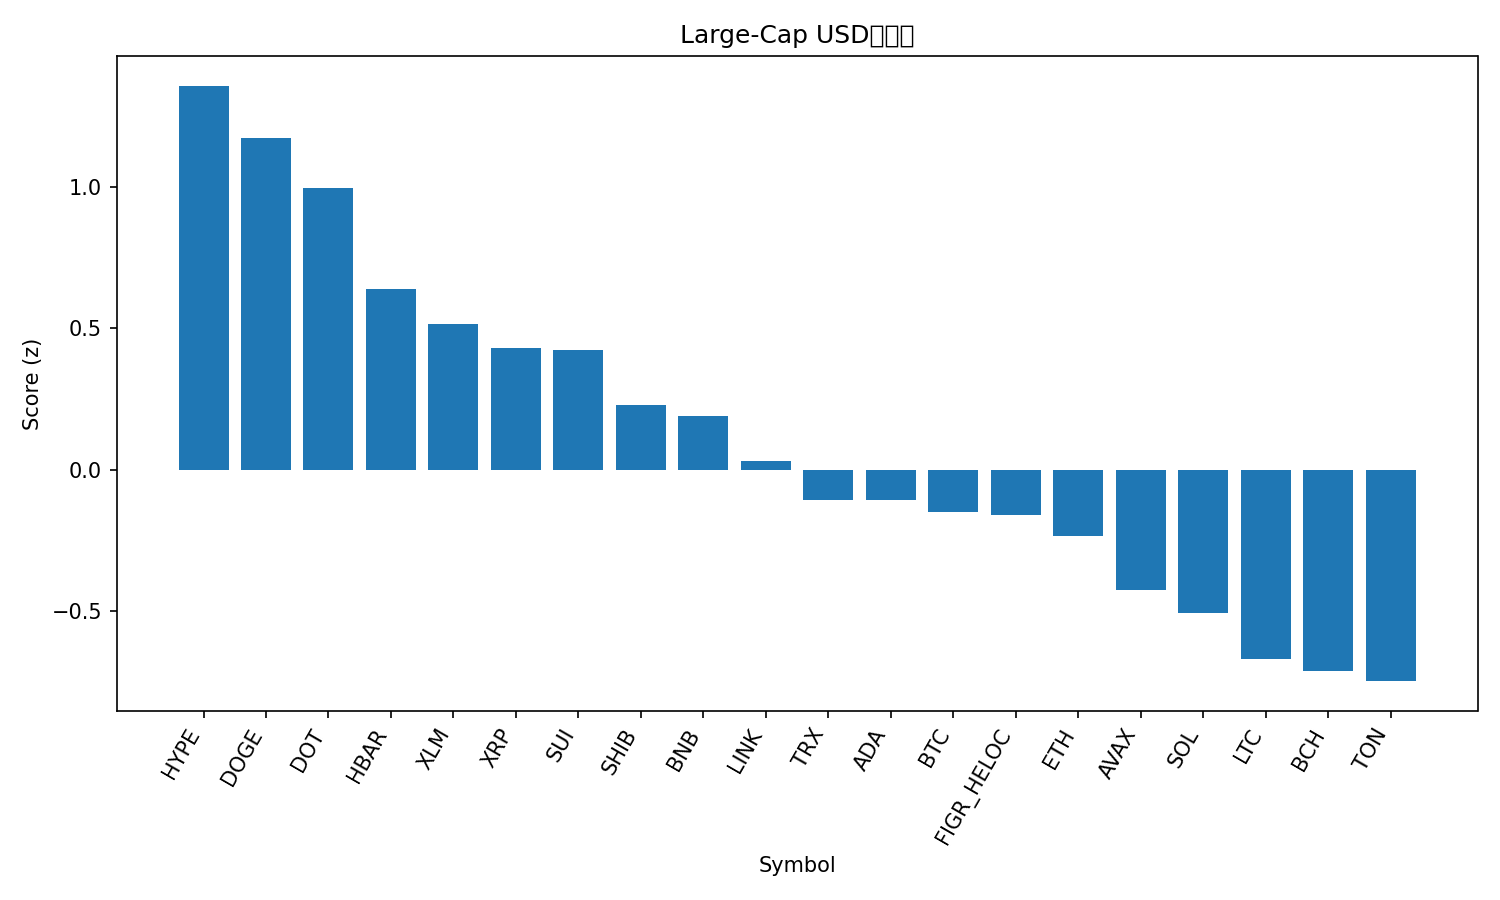 Large-Cap USD
Score (z)
1.0
0.5
0.0
−0.5
HYPE
DOGE
DOT
HBAR
XLM
XRP
SUI
SHIB
BNB
LINK
TRX
ADA
BTC
FIGR_HELOC
ETH
AVAX
SOL
LTC
BCH
TON
Symbol